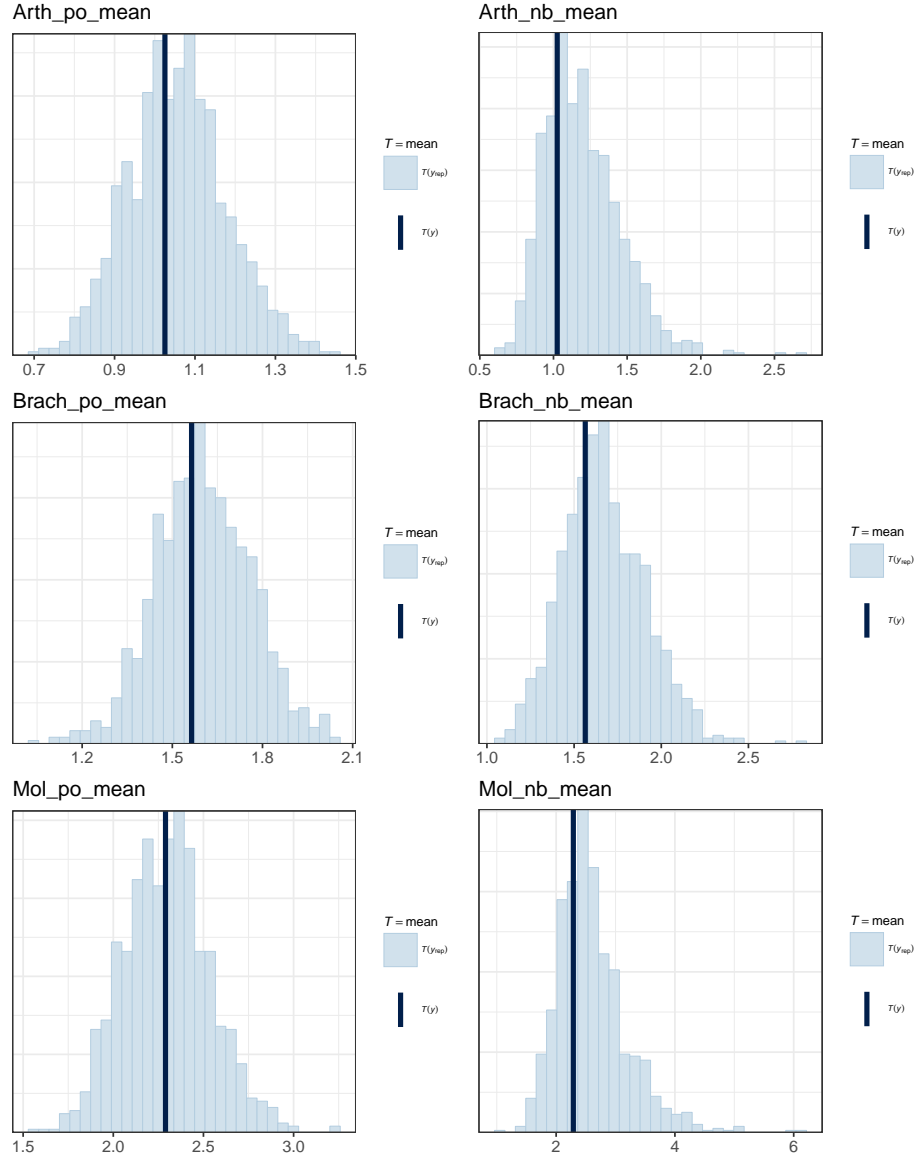 Arth_po_mean
T = mean
T(yrep)
T(y)
0.7 0.9 1.1 1.3 1.5
Arth_nb_mean
T = mean
T(yrep)
T(y)
0.5 1.0 1.5 2.0 2.5
Brach_po_mean
T = mean
T(yrep)
T(y)
1.2 1.5 1.8 2.1
Brach_nb_mean
T = mean
T(yrep)
T(y)
1.0 1.5 2.0 2.5
Mol_po_mean
T = mean
T(yrep)
T(y)
1.5 2.0 2.5 3.0
Mol_nb_mean
T = mean
T(yrep)
T(y)
2 4 6